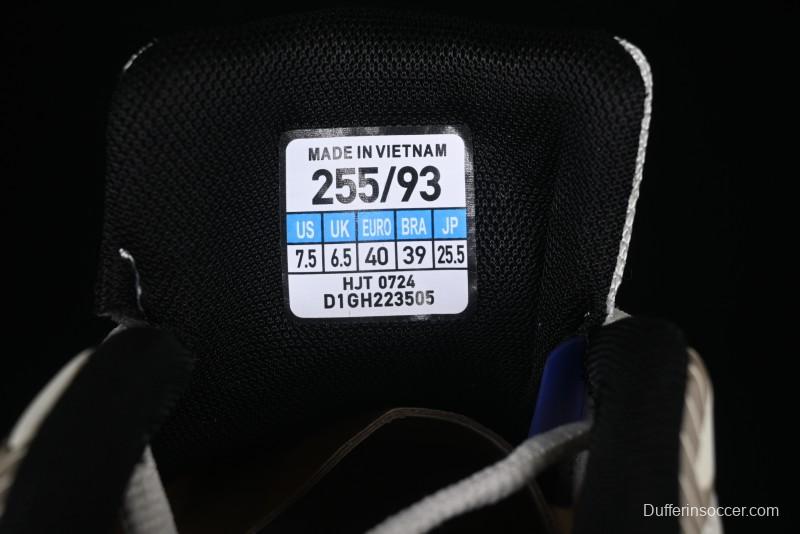 MADE IN VIETNAM
255/93
US UK EURO BRA JP
7.5 6.5 40 39 25.5
HJT 0724
D1GH223505
Dufferinsoccer.com